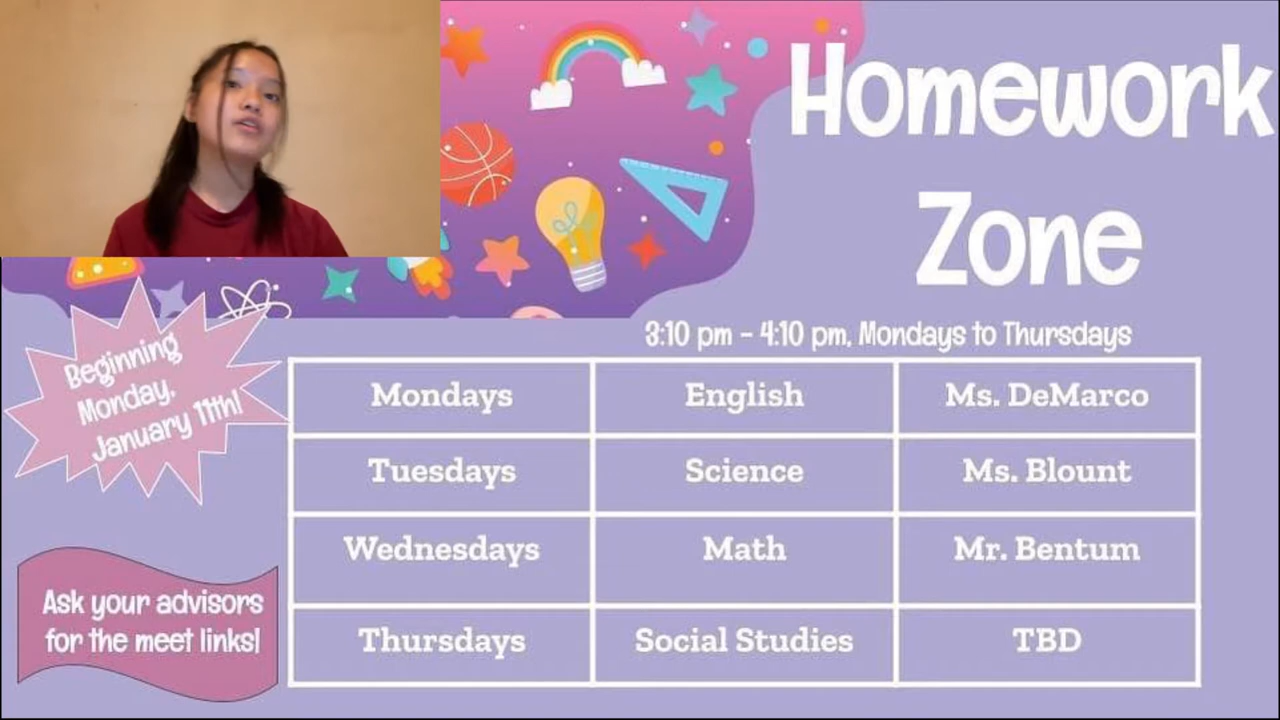 Homework
Zone
3:10 pm - 4:10 pm, Mondays to Thursdays
Beginning
Monday,
January 11th!
Mondays English Ms. DeMarco
Tuesdays Science Ms. Blount
Wednesdays Math Mr. Bentum
Thursdays Social Studies TBD
Ask your advisors
for the meet links!